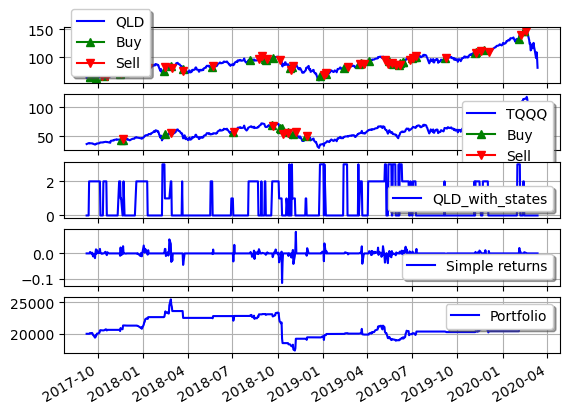 150
100
QLD
Buy
Sell
100
50
TQQQ
Buy
Sell
2
0
QLD_with_states
0.0
−0.1
Simple returns
25000
20000
Portfolio
2017-10
2018-01
2018-04
2018-07
2018-10
2019-01
2019-04
2019-07
2019-10
2020-01
2020-04